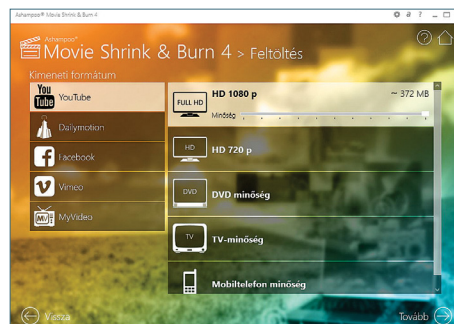 Ashampoo® Movie Shrink & Burn 4
Ashampoo®
Movie Shrink & Burn 4 > Feltöltés
Kimeneti formátum
You Tube YouTube
Dailymotion
Facebook
Vimeo
MV MyVideo
FULL HD HD 1080 p ~ 372 MB
Minőség
HD HD 720 p
DVD DVD minőség
TV TV-minőség
Mobiltelefon minőség
Vissza
Tovább